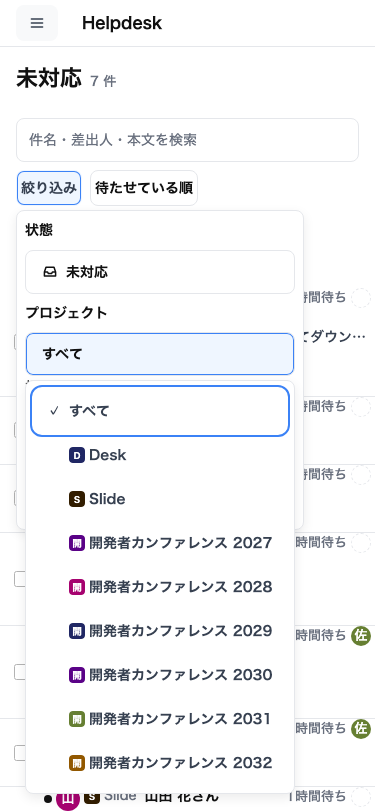 Helpdesk
未対応 7 件
件名・差出人・本文を検索
絞り込み 待たせている順
状態
未対応
時間待ち
プロジェクト
てダウン…
すべて
✓ すべて
時間待ち
D Desk
時間待ち
S Slide
開 開発者カンファレンス 2027
時間待ち
開 開発者カンファレンス 2028
開 開発者カンファレンス 2029
時間待ち 佐
開 開発者カンファレンス 2030
開 開発者カンファレンス 2031
時間待ち 佐
開 開発者カンファレンス 2032
山 S Slide 山田 花さん 1時間待ち